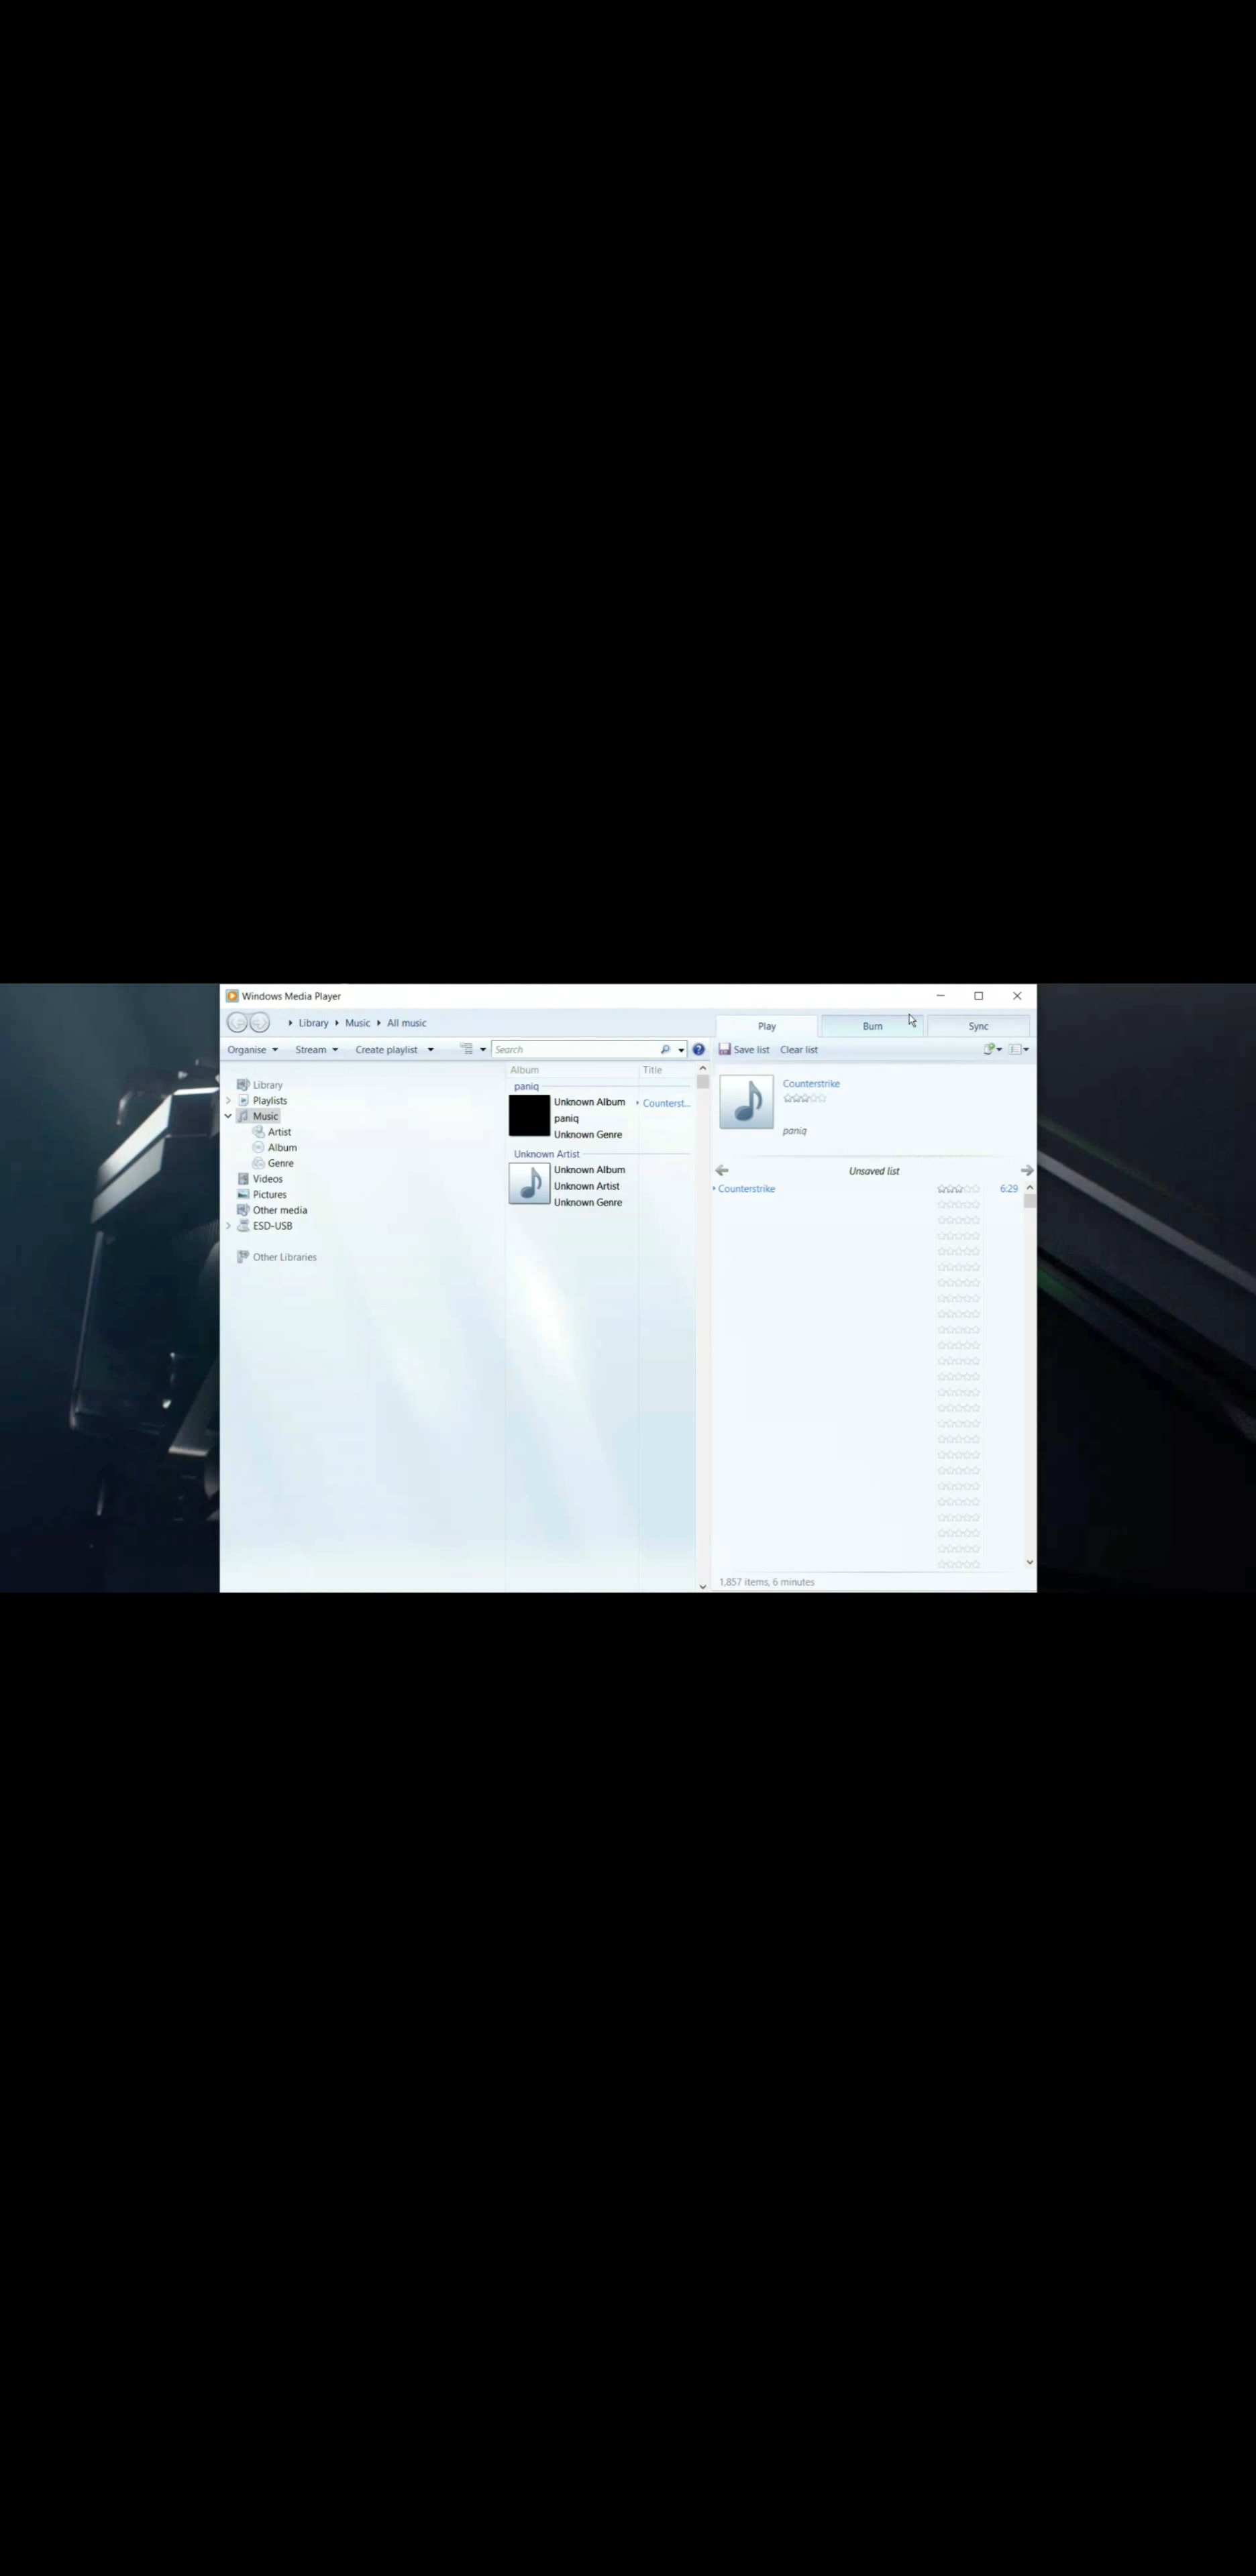 Windows Media Player
Library Music All music
Play Burn Sync
Organise Stream Create playlist Search Save list Clear list
Library
Playlists
Music
Artist
Album
Genre
Videos
Pictures
Other media
ESD-USB
Other Libraries
Album Title
paniq
Unknown Album Counterst...
paniq
Unknown Genre
Unknown Artist
Unknown Album
Unknown Artist
Unknown Genre
Counterstrike
paniq
Unsaved list
Counterstrike 6:29
1,857 items, 6 minutes